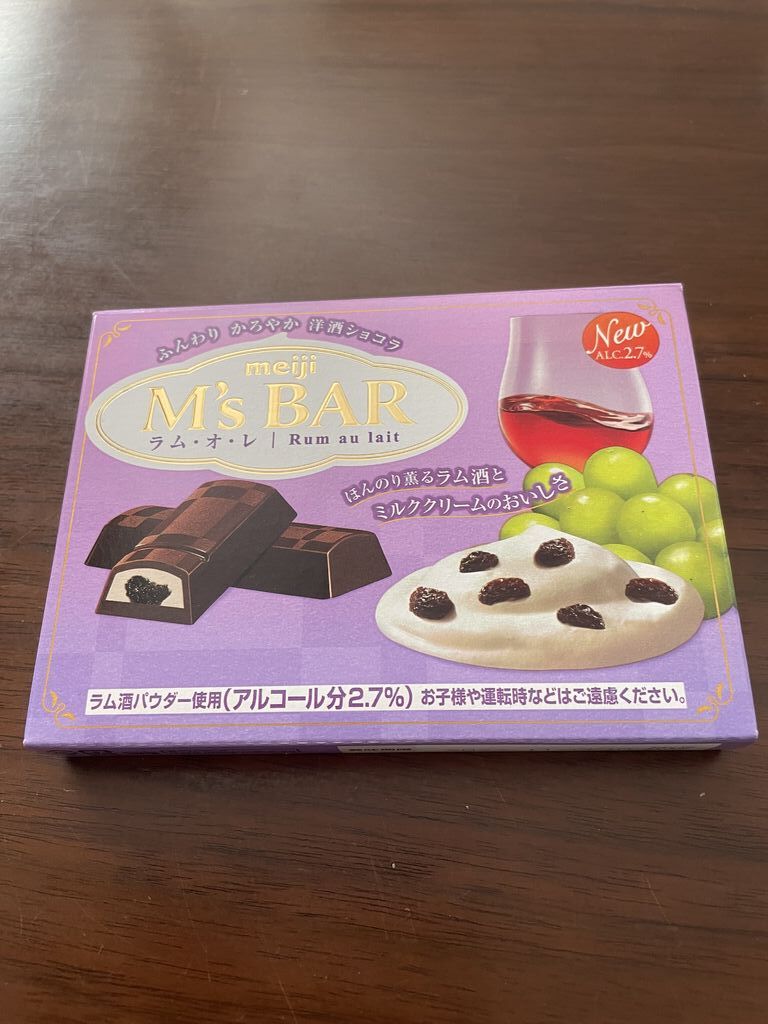 ふんわり かろやか 洋酒ショコラ
meiji
M's BAR
ラム・オ・レ | Rum au lait
New
ALC.2.7%
ほんのり薫るラム酒と
ミルククリームのおいしさ
ラム酒パウダー使用(アルコール分2.7%) お子様や運転時などはご遠慮ください。